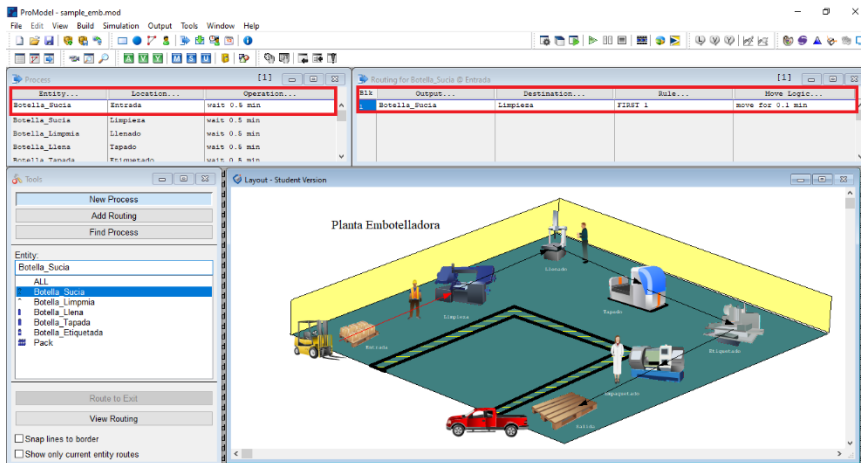 ProModel - sample_emb.mod
File Edit View Build Simulation Output Tools Window Help
Process [1]
Entity... Location... Operation...
Botella_Sucia Entrada wait 0.5 min
Botella_Sucia Limpieza wait 0.5 min
Botella_Limpmia Llenado wait 0.5 min
Botella_Llena Tapado wait 0.5 min
Botella_Tapada Etiquetado wait 0.5 min
Routing for Botella_Sucia @ Entrada [1]
Blk Output... Destination... Rule... Move Logic...
Botella_Sucia Limpieza FIRST 1 move for 0.1 min
Tools
New Process
Add Routing
Find Process
Entity:
Botella_Sucia
ALL
Botella_Sucia
Botella_Limpmia
Botella_Llena
Botella_Tapada
Botella_Etiquetada
Pack
Route to Exit
View Routing
Snap lines to border
Show only current entity routes
Layout - Student Version
Planta Embotelladora
Llenado
Limpieza
Tapado
Entrada
Etiquetado
Empaquetado
Salida